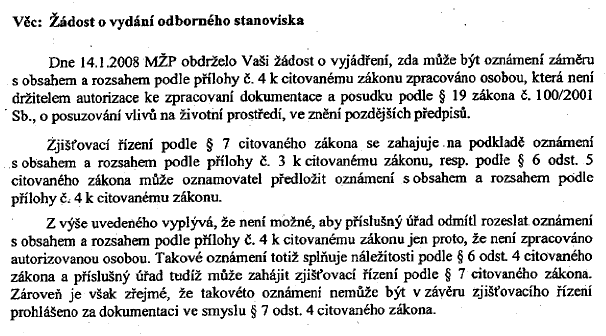 Věc: Žádost o vydání odborného stanoviska
Dne 14.1.2008 MŽP obdrželo Vaši žádost o vyjádření, zda může být oznámení záměru
s obsahem a rozsahem podle přílohy č. 4 k citovanému zákonu zpracováno osobou, která není
držitelem autorizace ke zpracovaní dokumentace a posudku podle § 19 zákona č. 100/2001
Sb., o posuzování vlivů na životní prostředí, ve znění pozdějších předpisů.
Zjišťovací řízení podle § 7 citovaného zákona se zahajuje na podkladě oznámení
s obsahem a rozsahem podle přílohy č. 3 k citovanému zákonu, resp. podle § 6 odst. 5
citovaného zákona může oznamovatel předložit oznámení s obsahem a rozsahem podle
přílohy č. 4 k citovanému zákonu.
Z výše uvedeného vyplývá, že není možné, aby příslušný úřad odmítl rozeslat oznámení
s obsahem a rozsahem podle přílohy č. 4 k citovanému zákonu jen proto, že není zpracováno
autorizovanou osobou. Takové oznámení totiž splňuje náležitosti podle § 6 odst. 4 citovaného
zákona a příslušný úřad tudíž může zahájit zjišťovací řízení podle § 7 citovaného zákona.
Zároveň je však zřejmé, že takovéto oznámení nemůže být v závěru zjišťovacího řízení
prohlášeno za dokumentaci ve smyslu § 7 odst. 4 citovaného zákona.